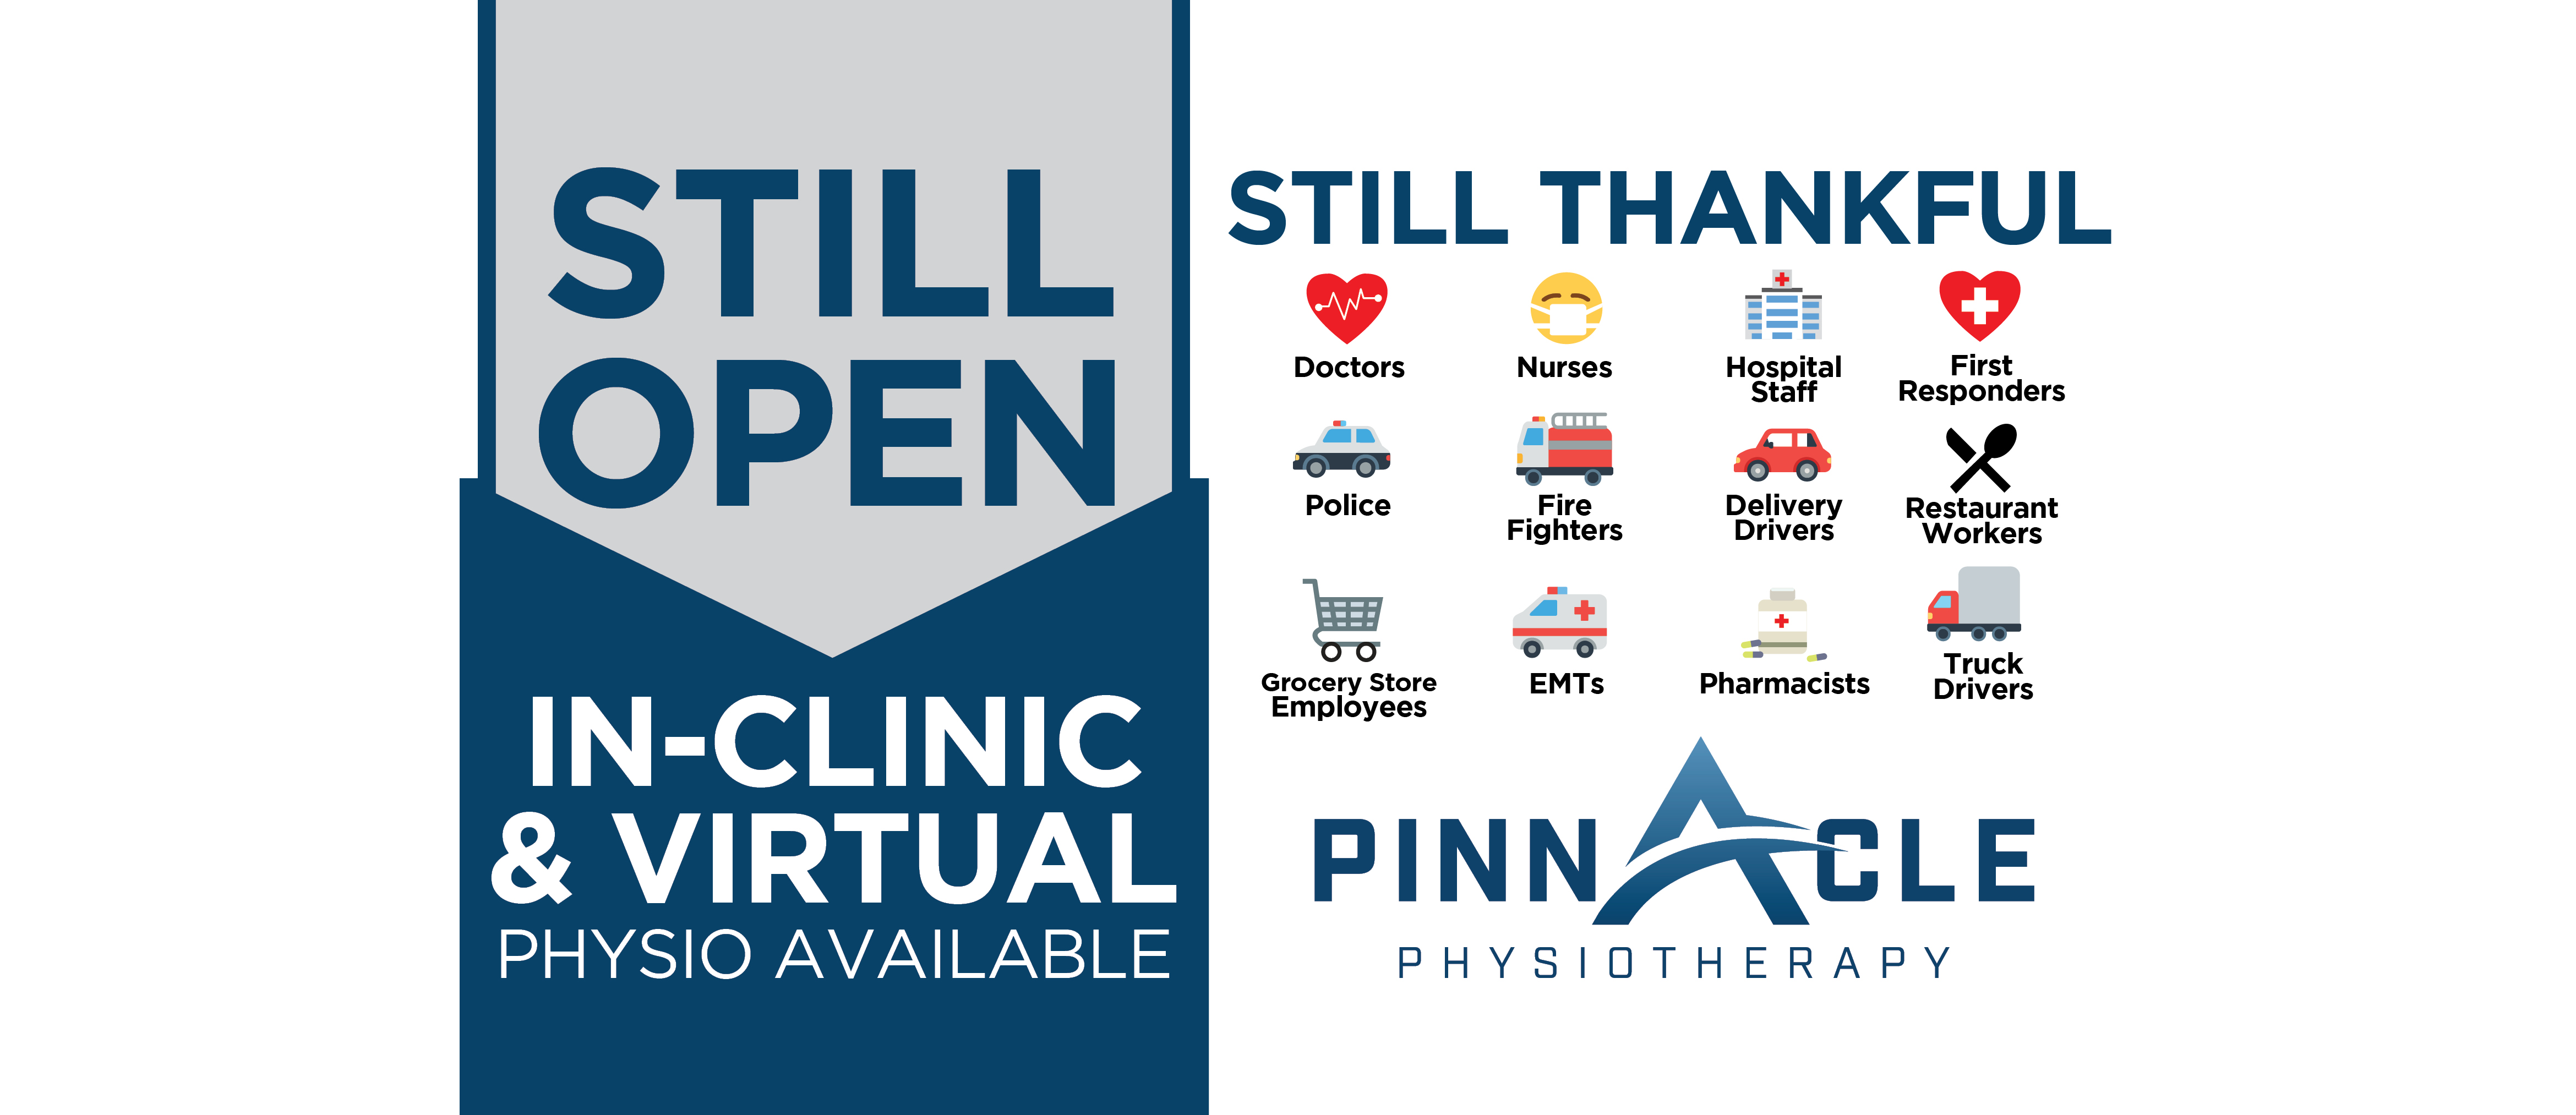 STILL
OPEN
IN-CLINIC
& VIRTUAL
PHYSIO AVAILABLE
STILL THANKFUL
Doctors
Nurses
Hospital
Staff
First
Responders
Police
Fire
Fighters
Delivery
Drivers
Restaurant
Workers
Grocery Store
Employees
EMTs
Pharmacists
Truck
Drivers
PINNACLE
PHYSIOTHERAPY